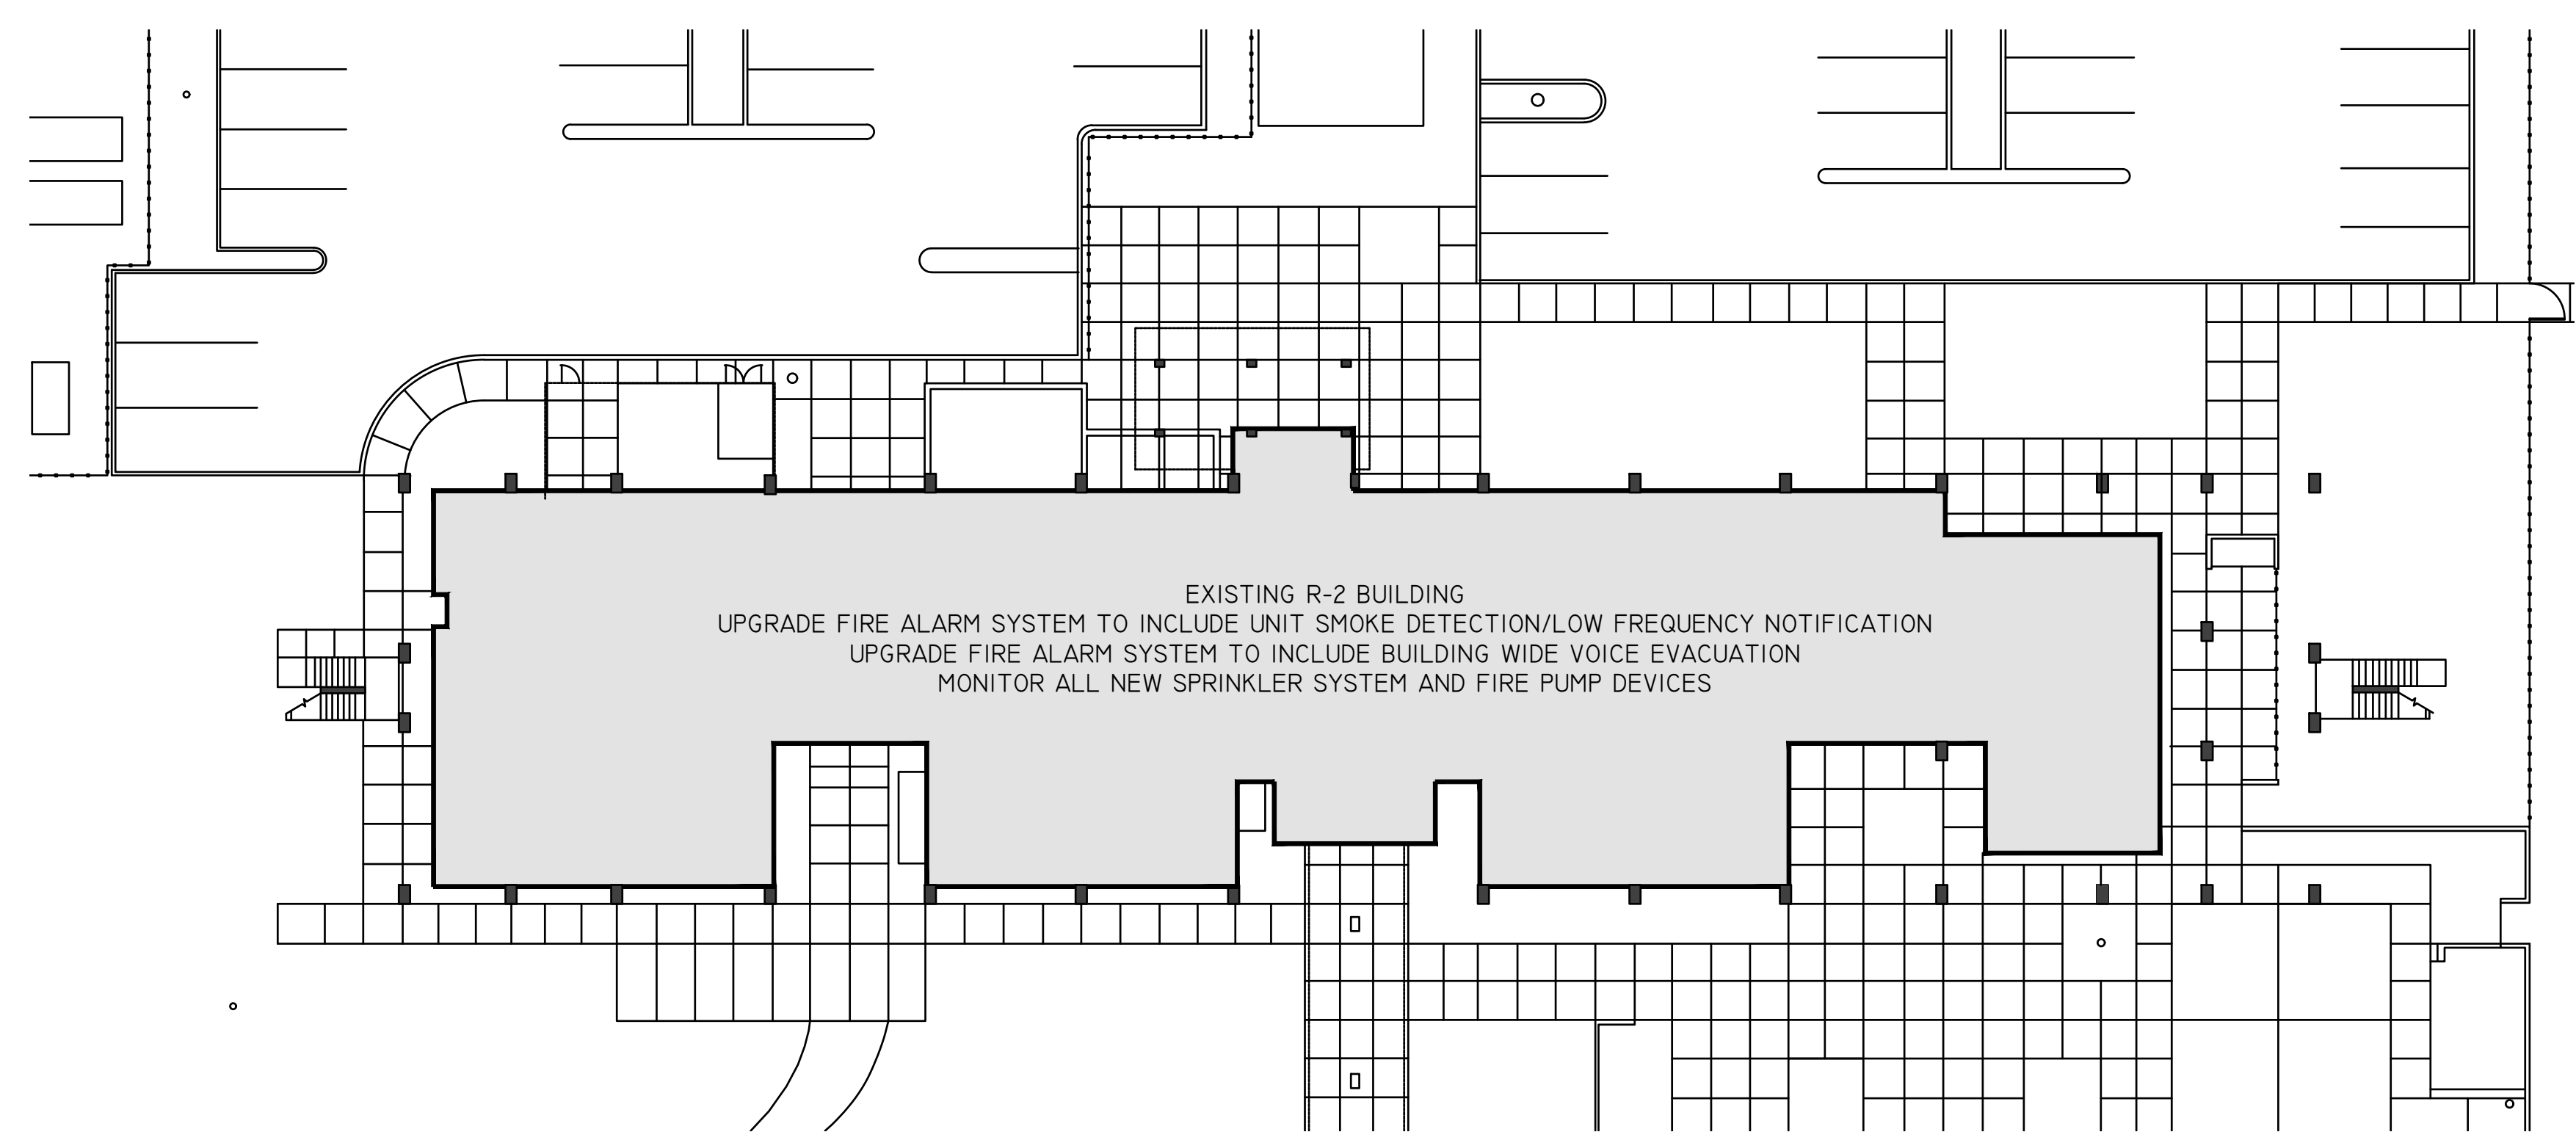 EXISTING R-2 BUILDING
UPGRADE FIRE ALARM SYSTEM TO INCLUDE UNIT SMOKE DETECTION/LOW FREQUENCY NOTIFICATION
UPGRADE FIRE ALARM SYSTEM TO INCLUDE BUILDING WIDE VOICE EVACUATION
MONITOR ALL NEW SPRINKLER SYSTEM AND FIRE PUMP DEVICES